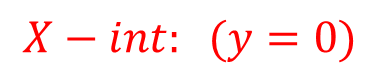 X − int: (y = 0)